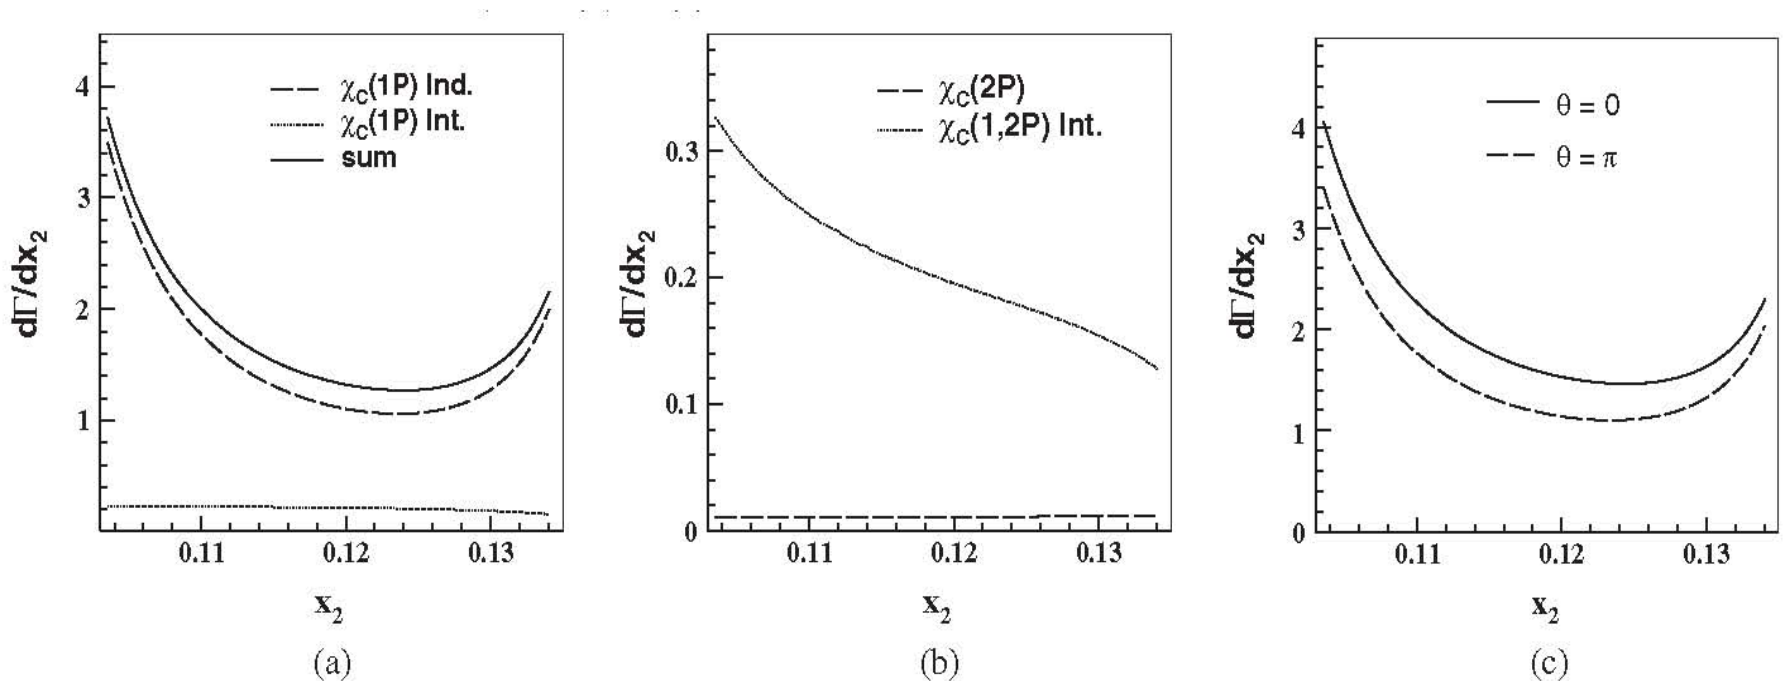 χc(1P) Ind.
χc(1P) Int.
sum
4
3
2
1
0.11 0.12 0.13
dΓ/dx2
x2
(a)
χc(2P)
χc(1,2P) Int.
0.3
0.2
0.1
0
0.11 0.12 0.13
dΓ/dx2
x2
(b)
θ = 0
θ = π
4
3
2
1
0
0.11 0.12 0.13
dΓ/dx2
x2
(c)